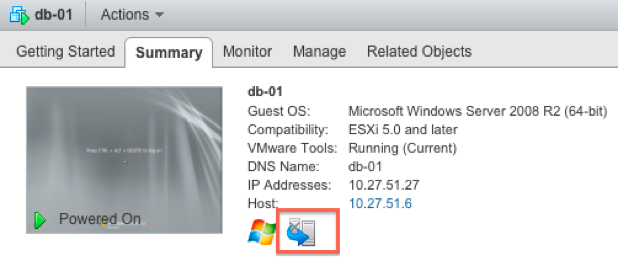 db-01 Actions
Getting Started Summary Monitor Manage Related Objects
db-01
Guest OS: Microsoft Windows Server 2008 R2 (64-bit)
Compatibility: ESXi 5.0 and later
VMware Tools: Running (Current)
DNS Name: db-01
IP Addresses: 10.27.51.27
Host: 10.27.51.6
Press CTRL + ALT + DELETE to log on
Powered On